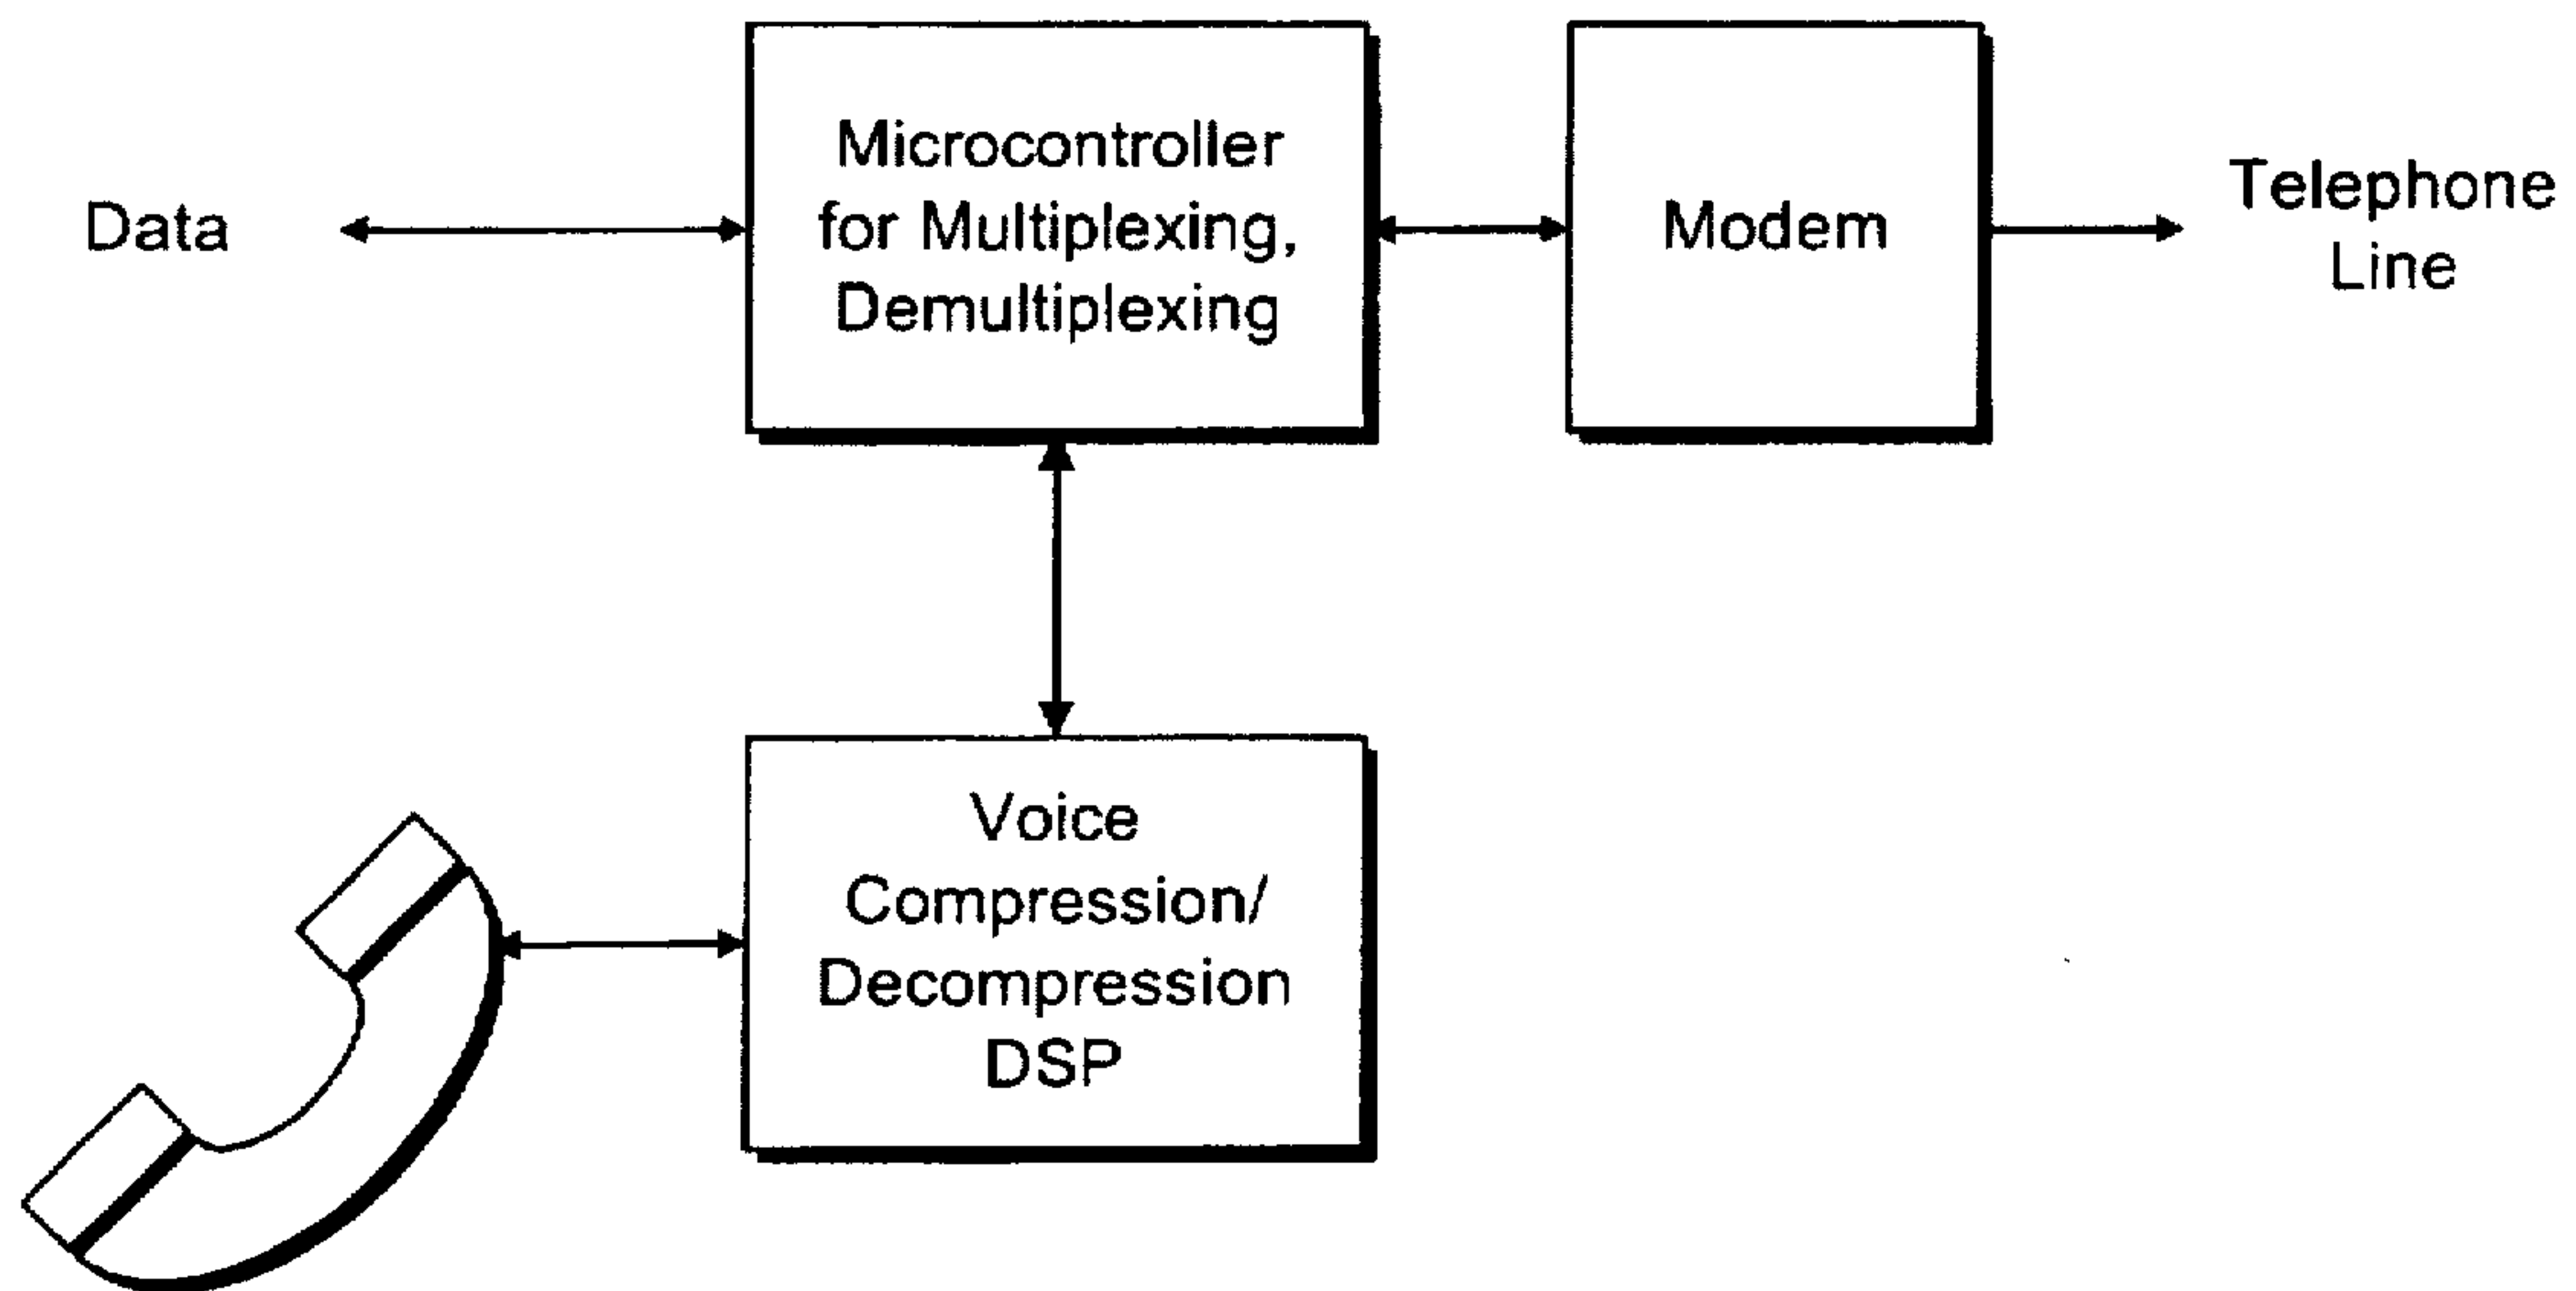 Data
Microcontroller
for Multiplexing,
Demultiplexing
Modem
Telephone
Line
Voice
Compression/
Decompression
DSP